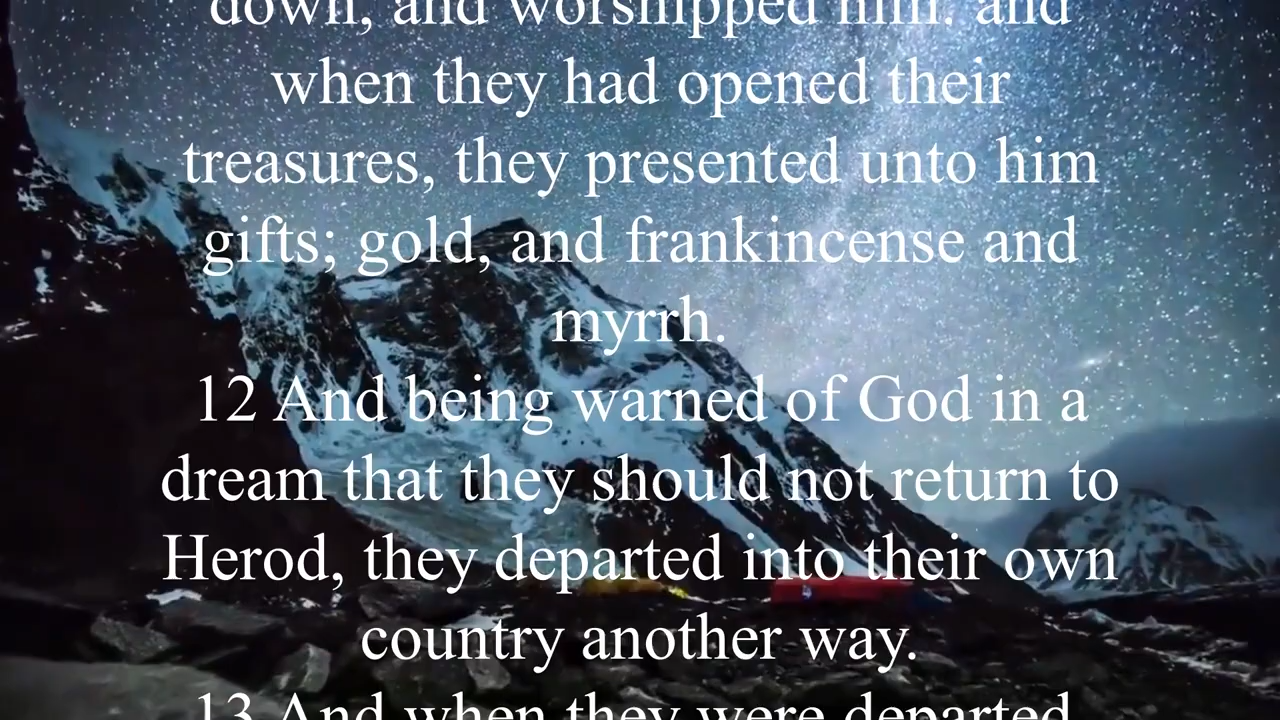 down, and worshipped him: and
when they had opened their
treasures, they presented unto him
gifts; gold, and frankincense and
myrrh.
12 And being warned of God in a
dream that they should not return to
Herod, they departed into their own
country another way.
13 And when they were departed,